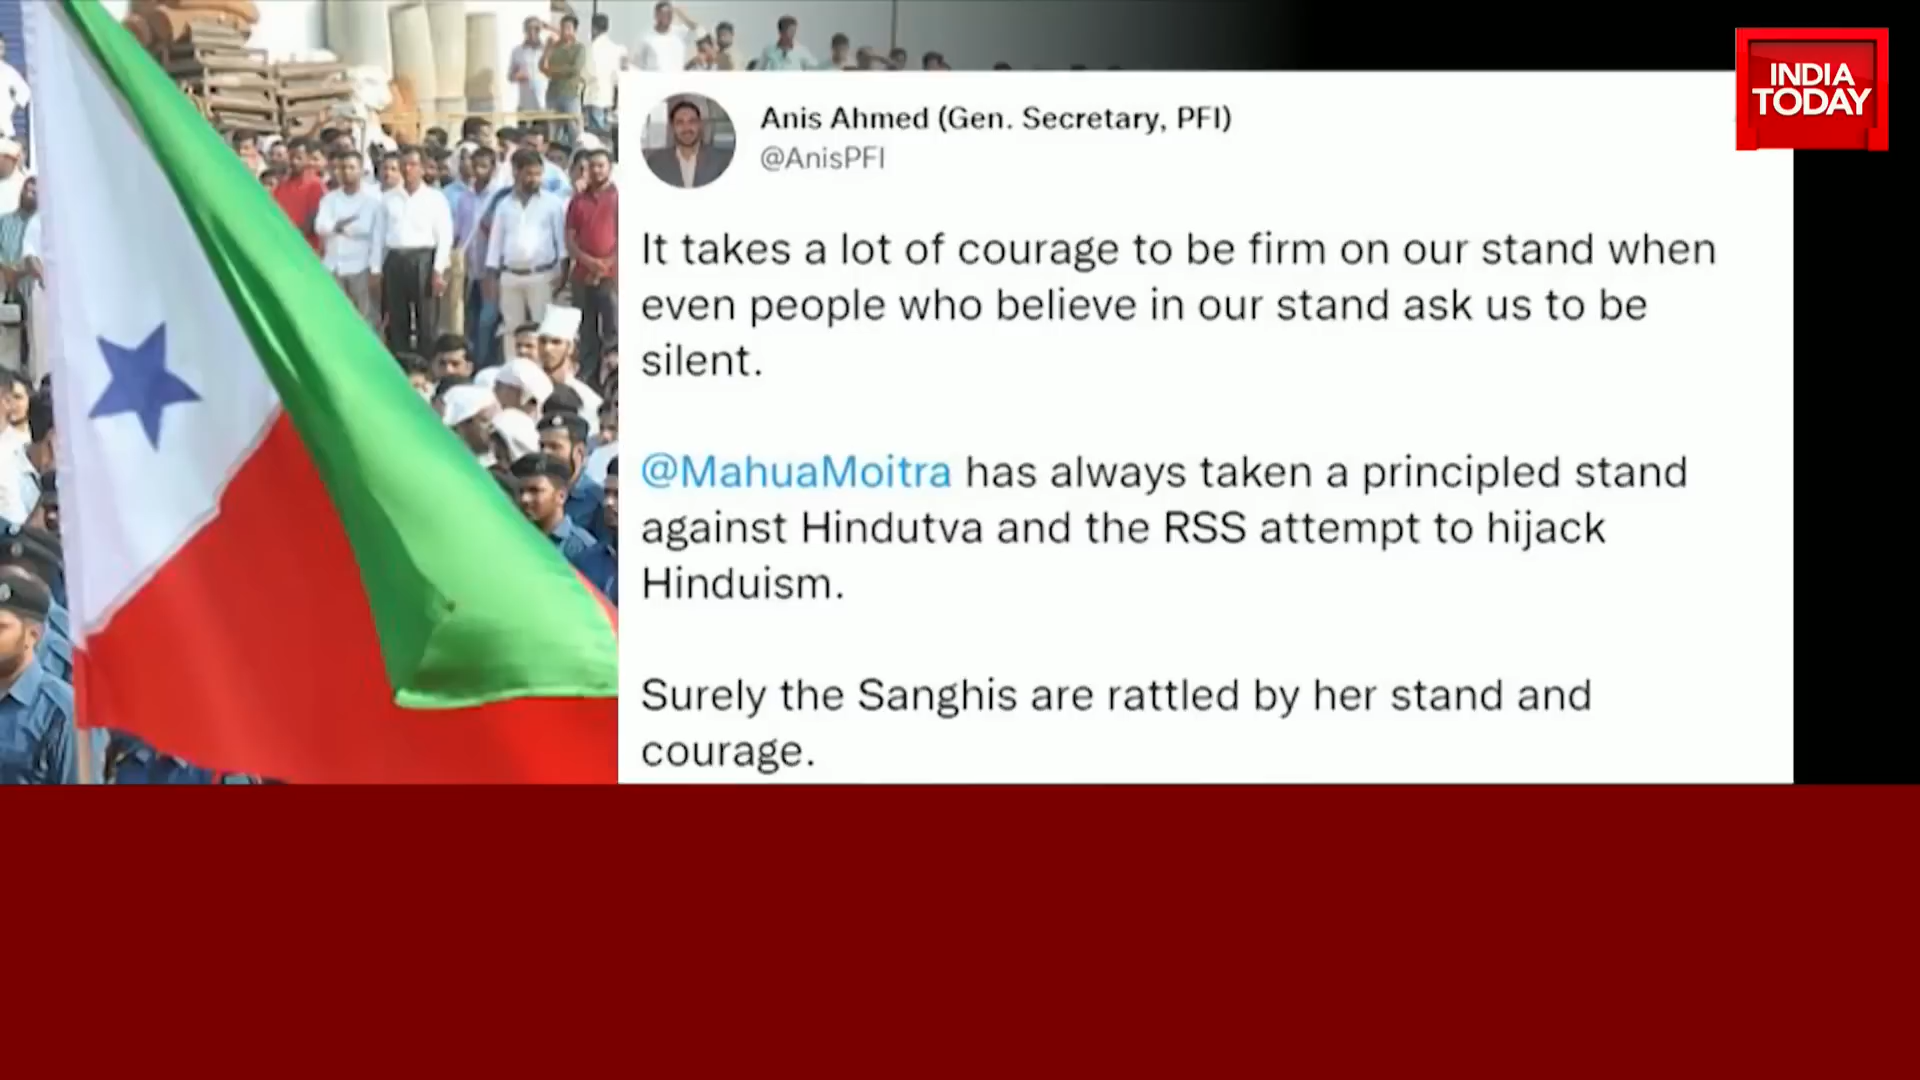 INDIA
TODAY
Anis Ahmed (Gen. Secretary, PFI)
@AnisPFI
It takes a lot of courage to be firm on our stand when
even people who believe in our stand ask us to be
silent.
@MahuaMoitra has always taken a principled stand
against Hindutva and the RSS attempt to hijack
Hinduism.
Surely the Sanghis are rattled by her stand and
courage.